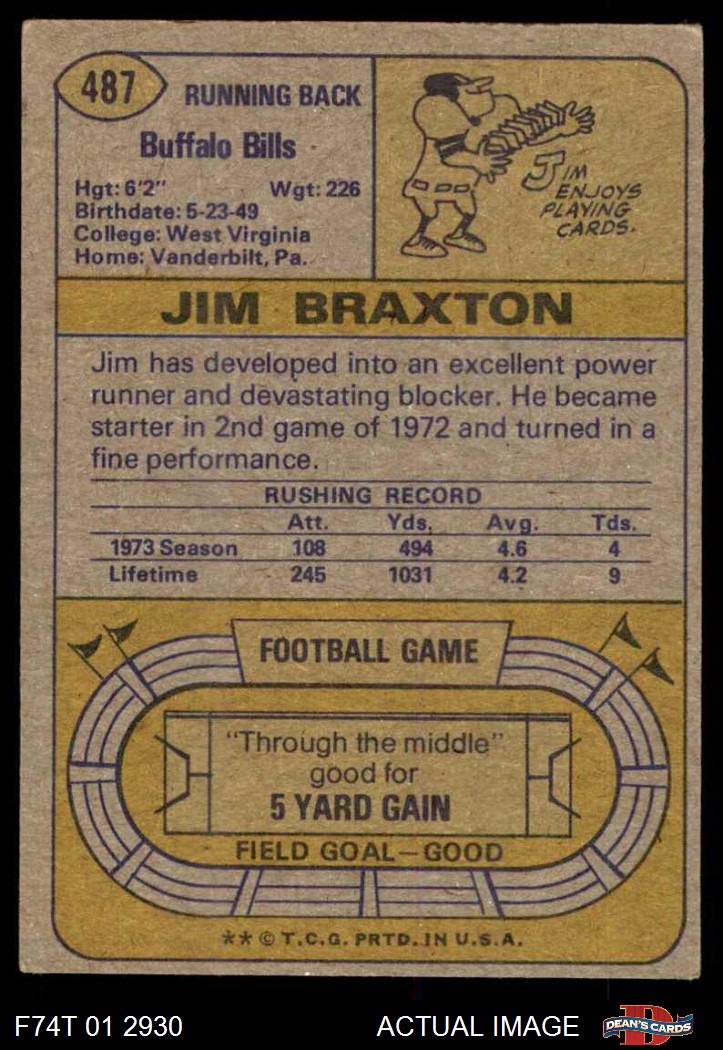 487
RUNNING BACK
Buffalo Bills
Hgt: 6'2" Wgt: 226
Birthdate: 5-23-49
College: West Virginia
Home: Vanderbilt, Pa.
JIM
ENJOYS
PLAYING
CARDS.
JIM BRAXTON
Jim has developed into an excellent power
runner and devastating blocker. He became
starter in 2nd game of 1972 and turned in a
fine performance.
RUSHING RECORD
Att. Yds. Avg. Tds.
1973 Season 108 494 4.6 4
Lifetime 245 1031 4.2 9
FOOTBALL GAME
"Through the middle"
good for
5 YARD GAIN
FIELD GOAL—GOOD
** © T.C.G. PRTD. IN U.S.A.
F74T 01 2930 ACTUAL IMAGE
D
DEAN'S CARDS